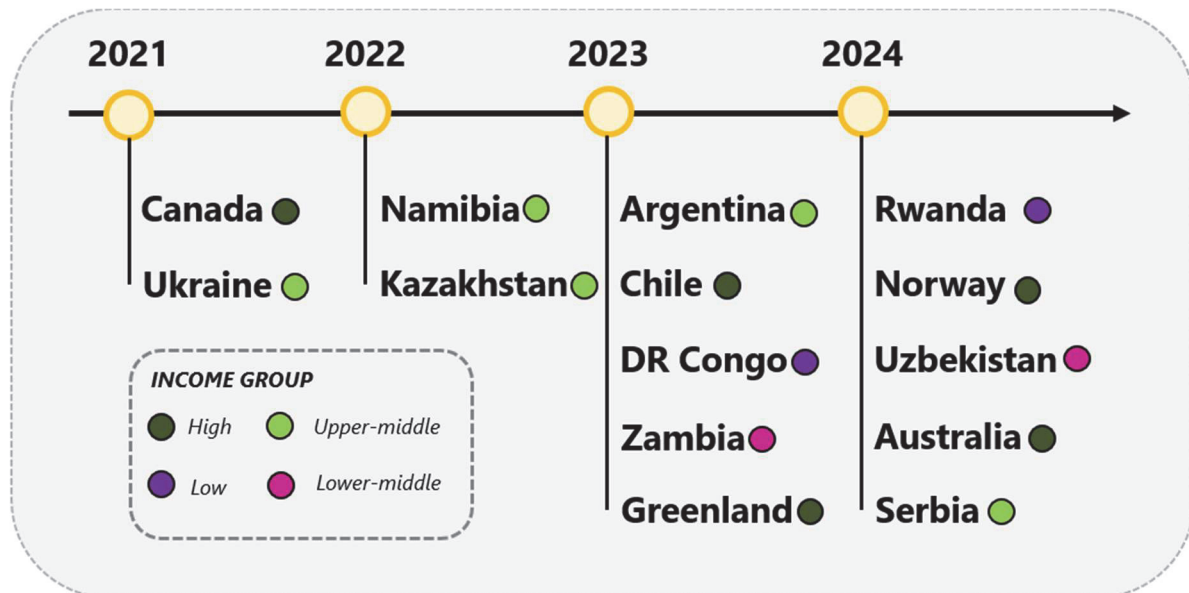 2021
2022
2023
2024
Canada
Ukraine
Namibia
Kazakhstan
Argentina
Chile
DR Congo
Zambia
Greenland
Rwanda
Norway
Uzbekistan
Australia
Serbia
INCOME GROUP
High
Upper-middle
Low
Lower-middle